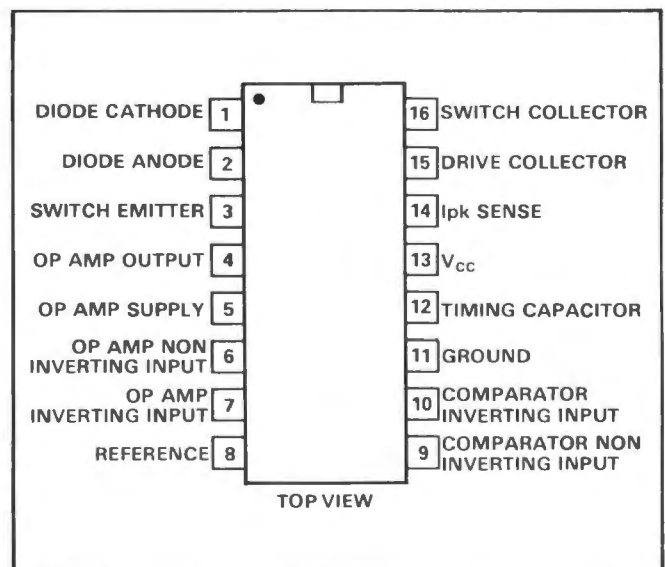 DIODE CATHODE 1
DIODE ANODE 2
SWITCH EMITTER 3
OP AMP OUTPUT 4
OP AMP SUPPLY 5
OP AMP NON
INVERTING INPUT 6
OP AMP
INVERTING INPUT 7
REFERENCE 8
16 SWITCH COLLECTOR
15 DRIVE COLLECTOR
14 Ipk SENSE
13 VCC
12 TIMING CAPACITOR
11 GROUND
10 COMPARATOR
INVERTING INPUT
9 COMPARATOR NON
INVERTING INPUT
TOP VIEW